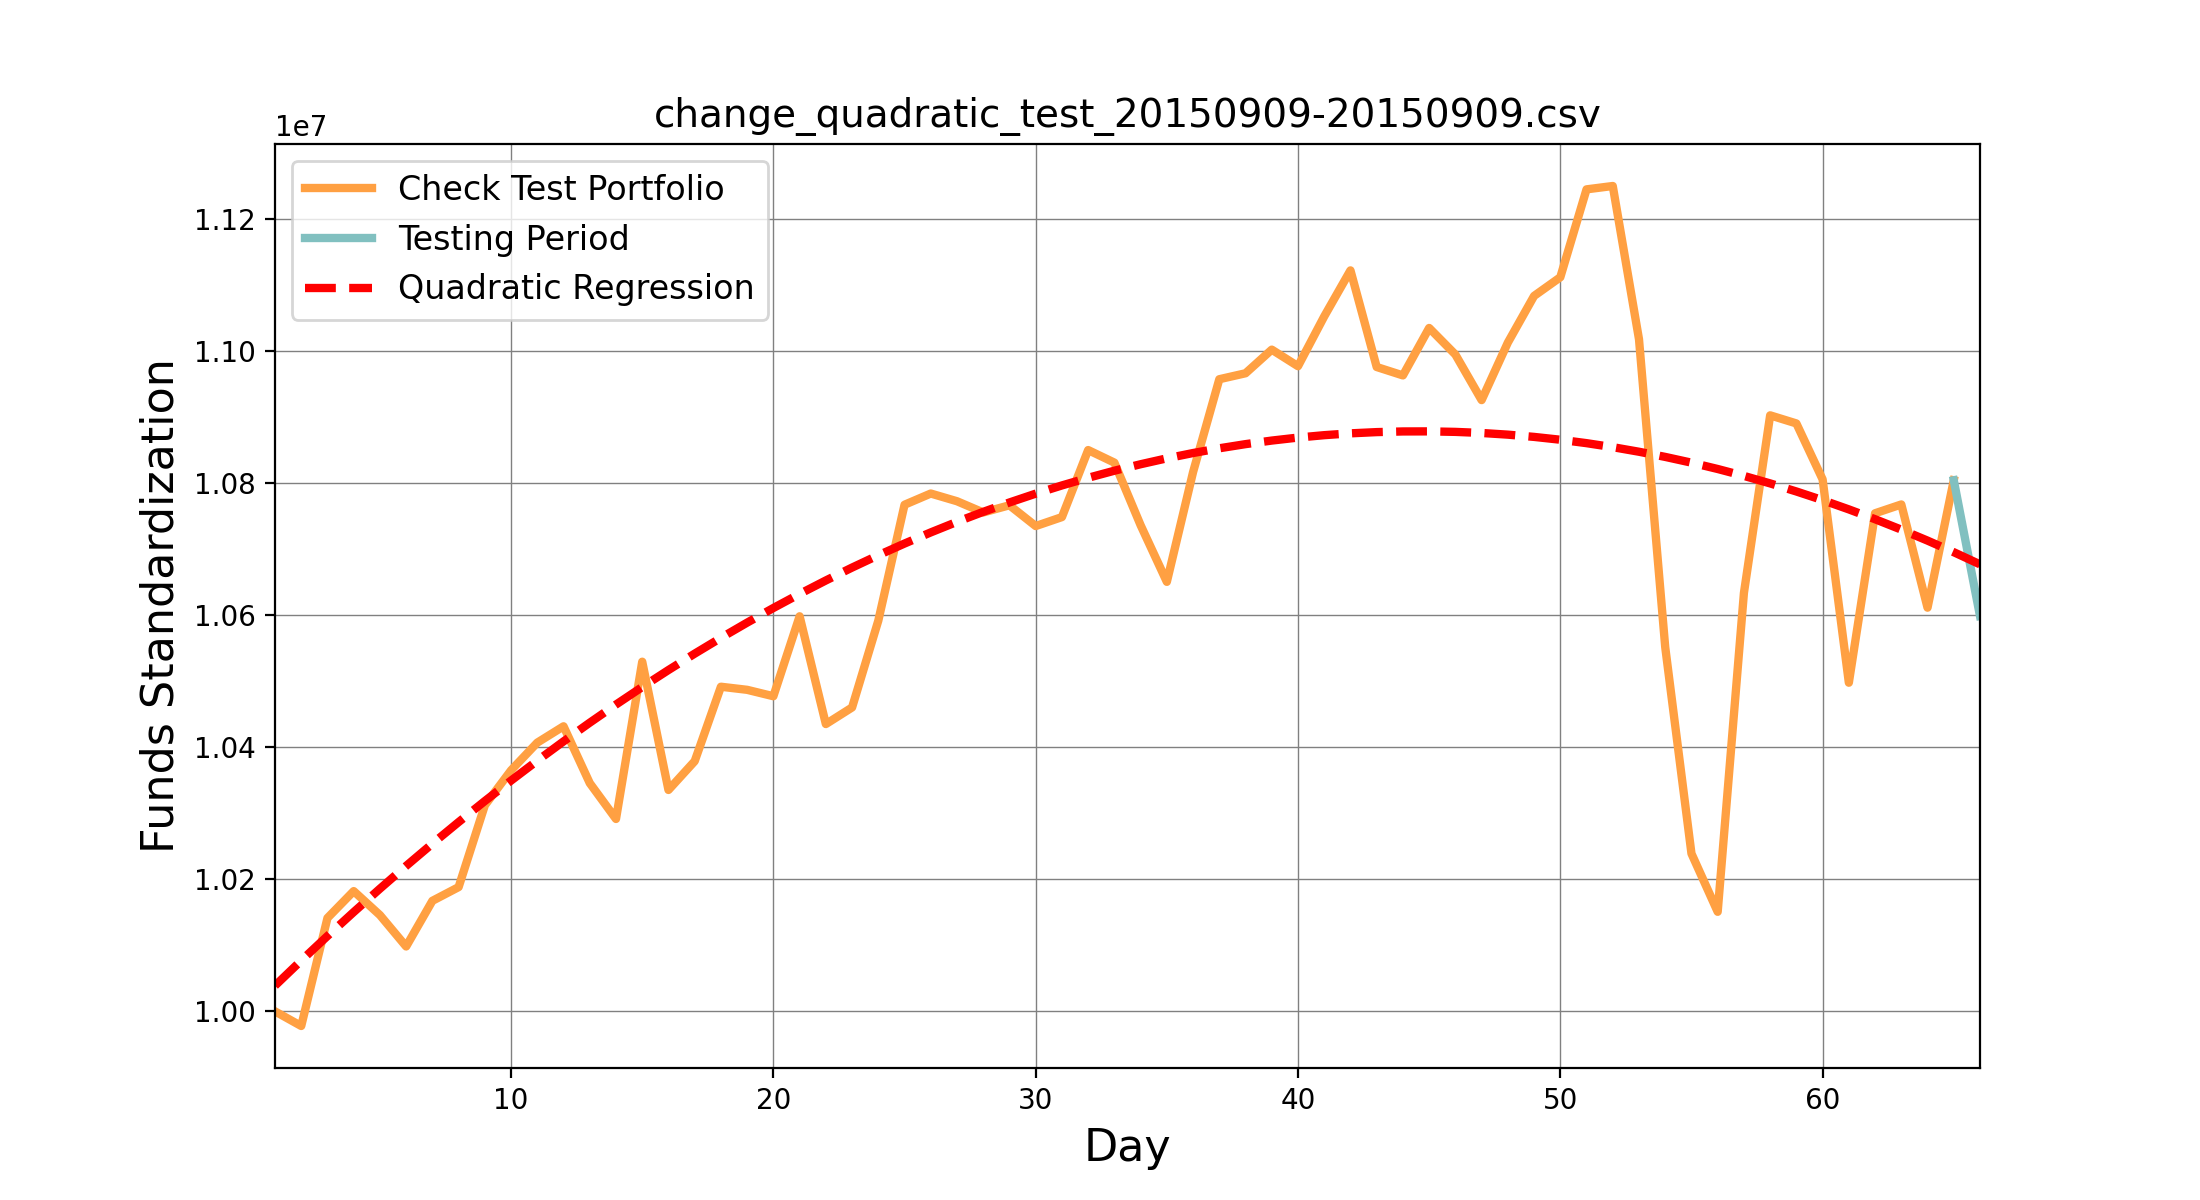 change_quadratic_test_20150909-20150909.csv
1e7
Check Test Portfolio
Testing Period
Quadratic Regression
1.12
1.10
1.08
1.06
1.04
1.02
1.00
Funds Standardization
10 20 30 40 50 60
Day